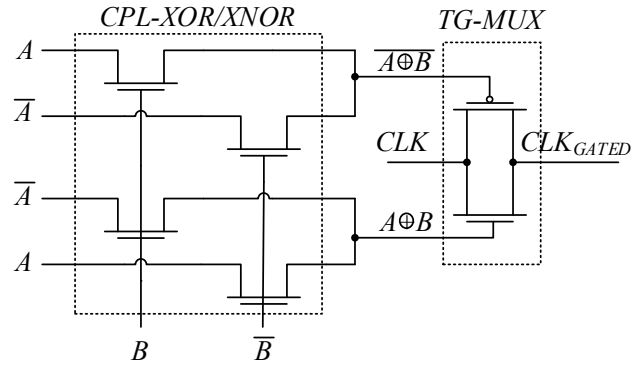 CPL-XOR/XNOR
TG-MUX
A
A̅
A̅
A
B
B̅
A̅⊕̅B̅
A⊕B
CLK
CLK_GATED